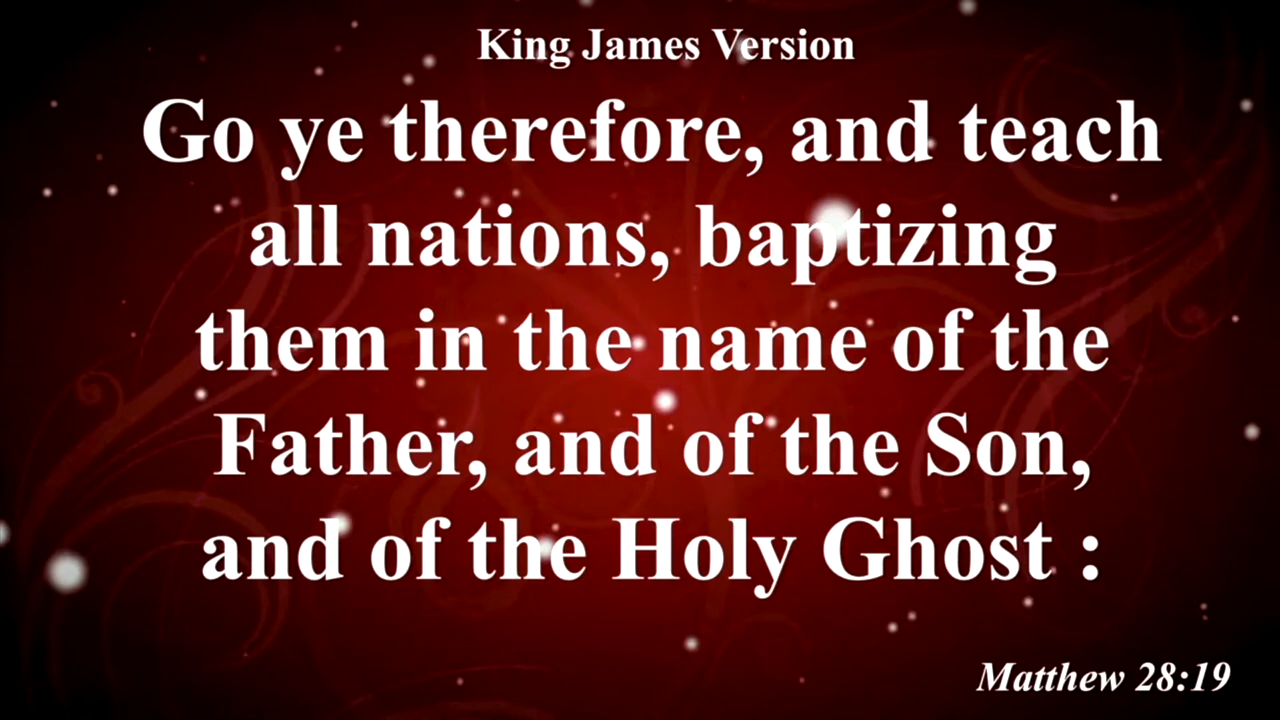 King James Version
Go ye therefore, and teach
all nations, baptizing
them in the name of the
Father, and of the Son,
and of the Holy Ghost :
Matthew 28:19